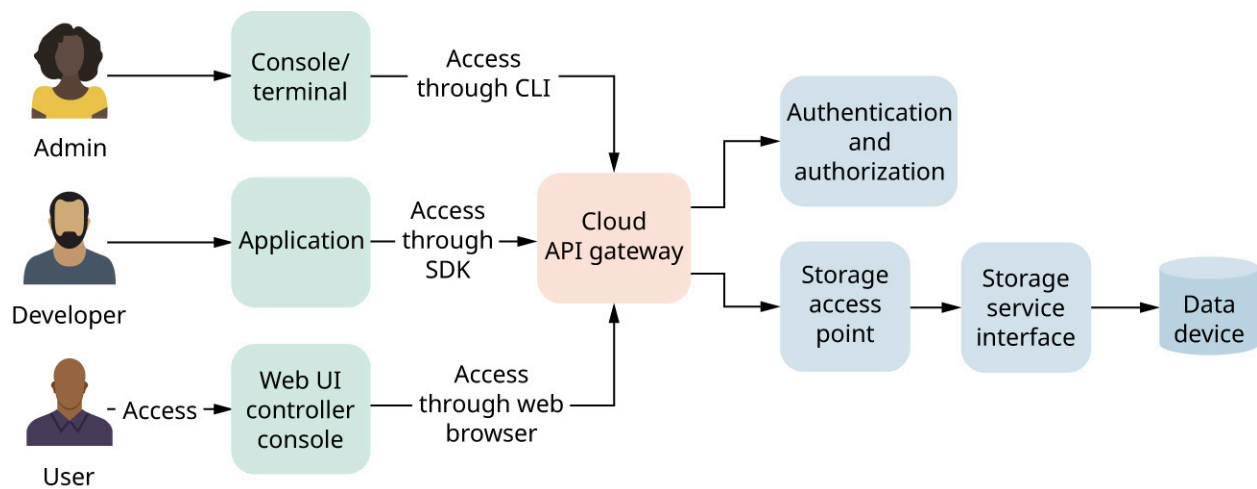 Admin
Console/
terminal
Access
through CLI
Developer
Application
Access
through
SDK
User
Access
Web UI
controller
console
Access
through web
browser
Cloud
API gateway
Authentication
and
authorization
Storage
access
point
Storage
service
interface
Data
device